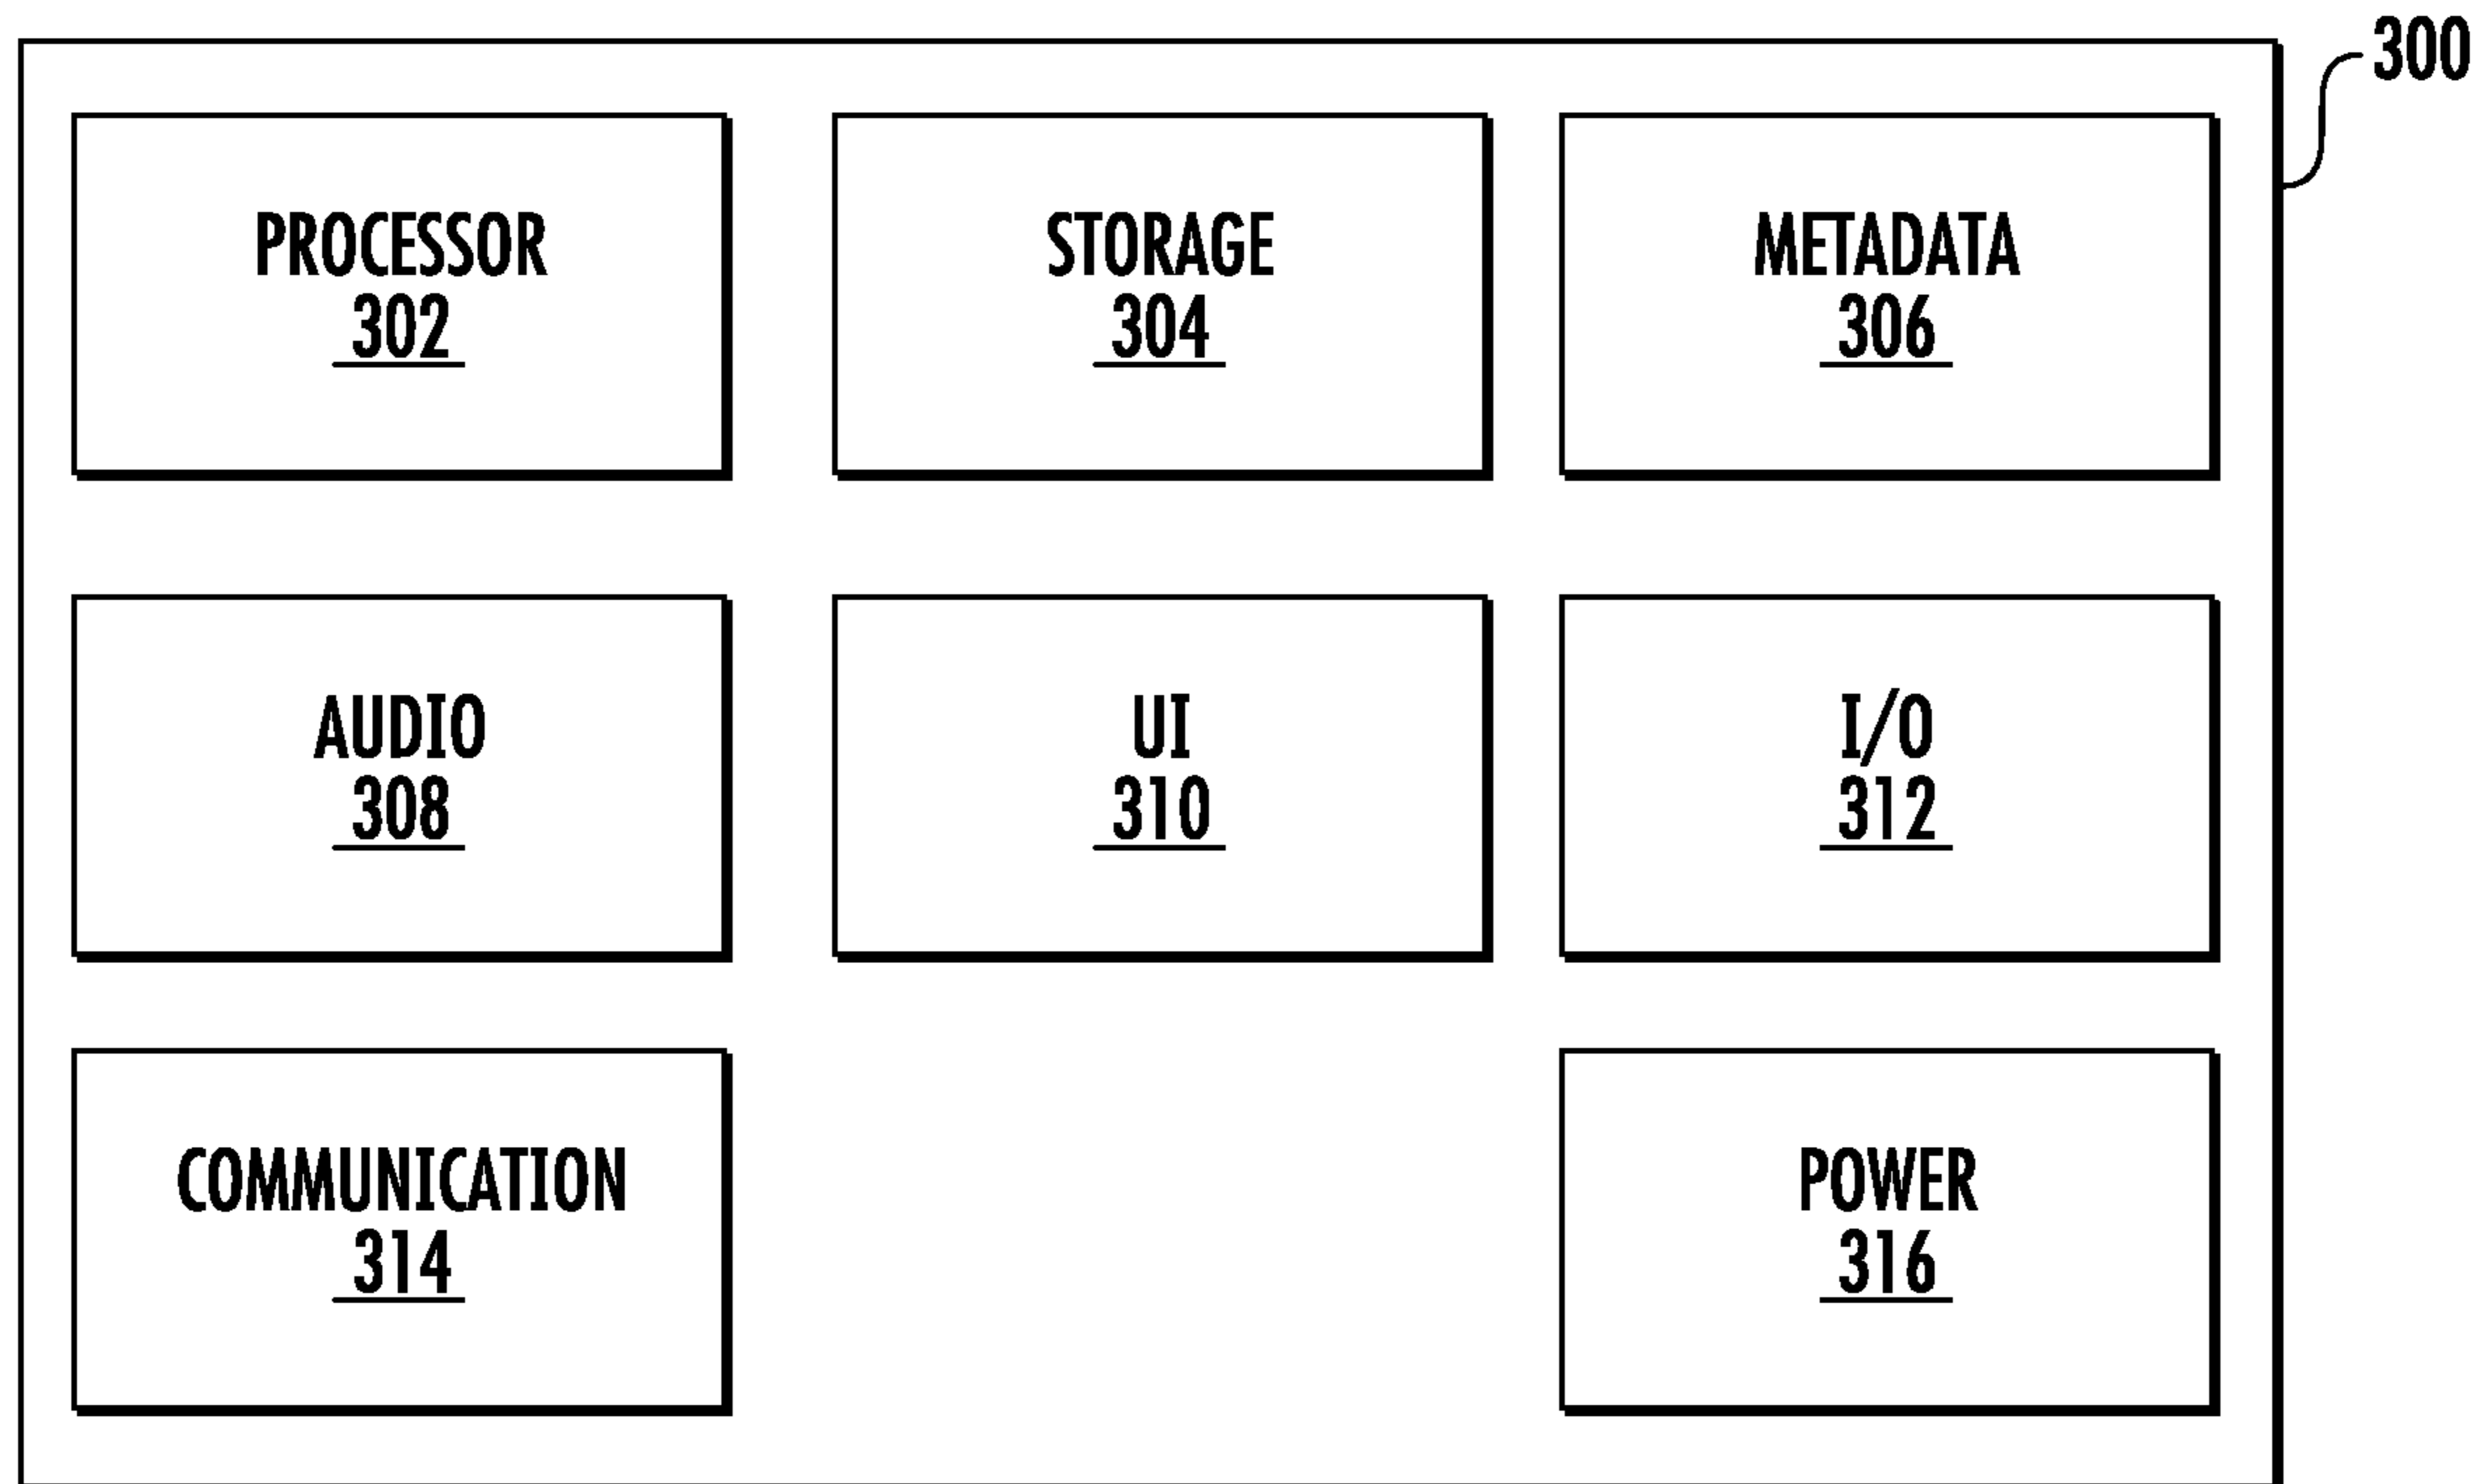 300
PROCESSOR
302
STORAGE
304
METADATA
306
AUDIO
308
UI
310
I/O
312
COMMUNICATION
314
POWER
316